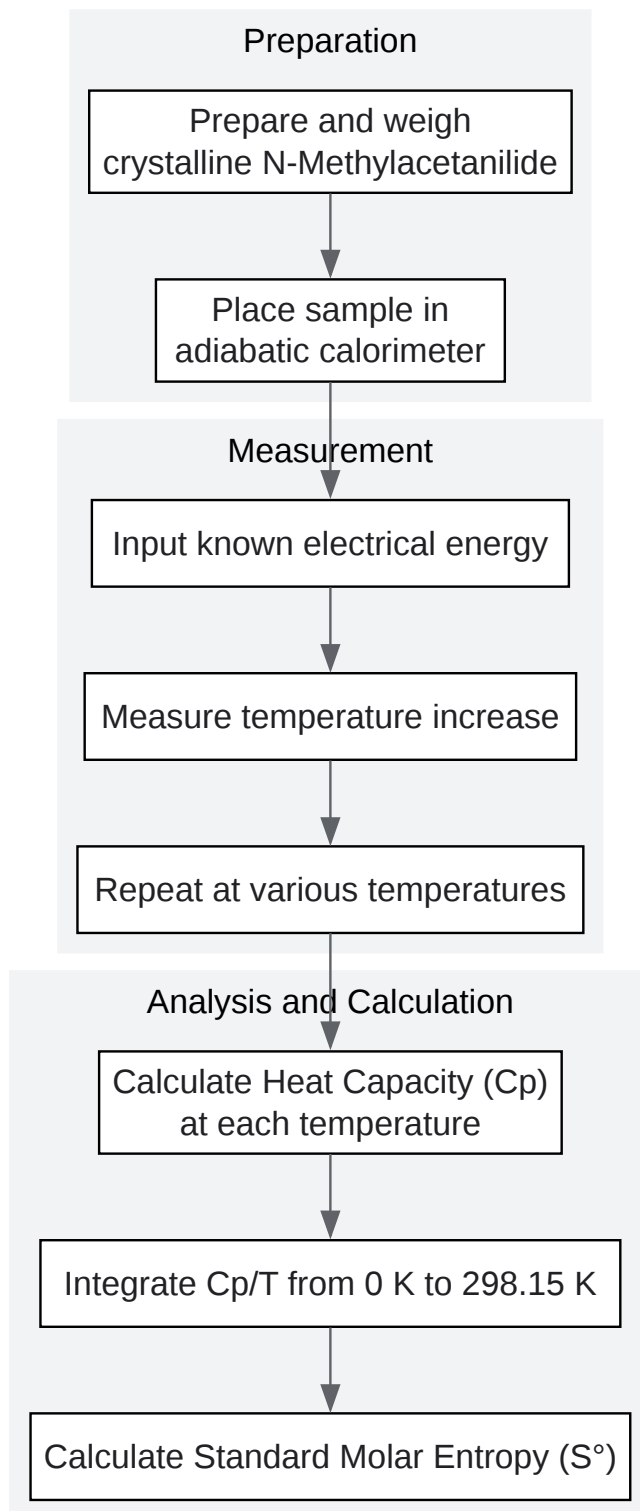 Preparation
Prepare and weigh
crystalline N-Methylacetanilide
Place sample in
adiabatic calorimeter
Measurement
Input known electrical energy
Measure temperature increase
Repeat at various temperatures
Analysis and Calculation
Calculate Heat Capacity (Cp)
at each temperature
Integrate Cp/T from 0 K to 298.15 K
Calculate Standard Molar Entropy (S°)